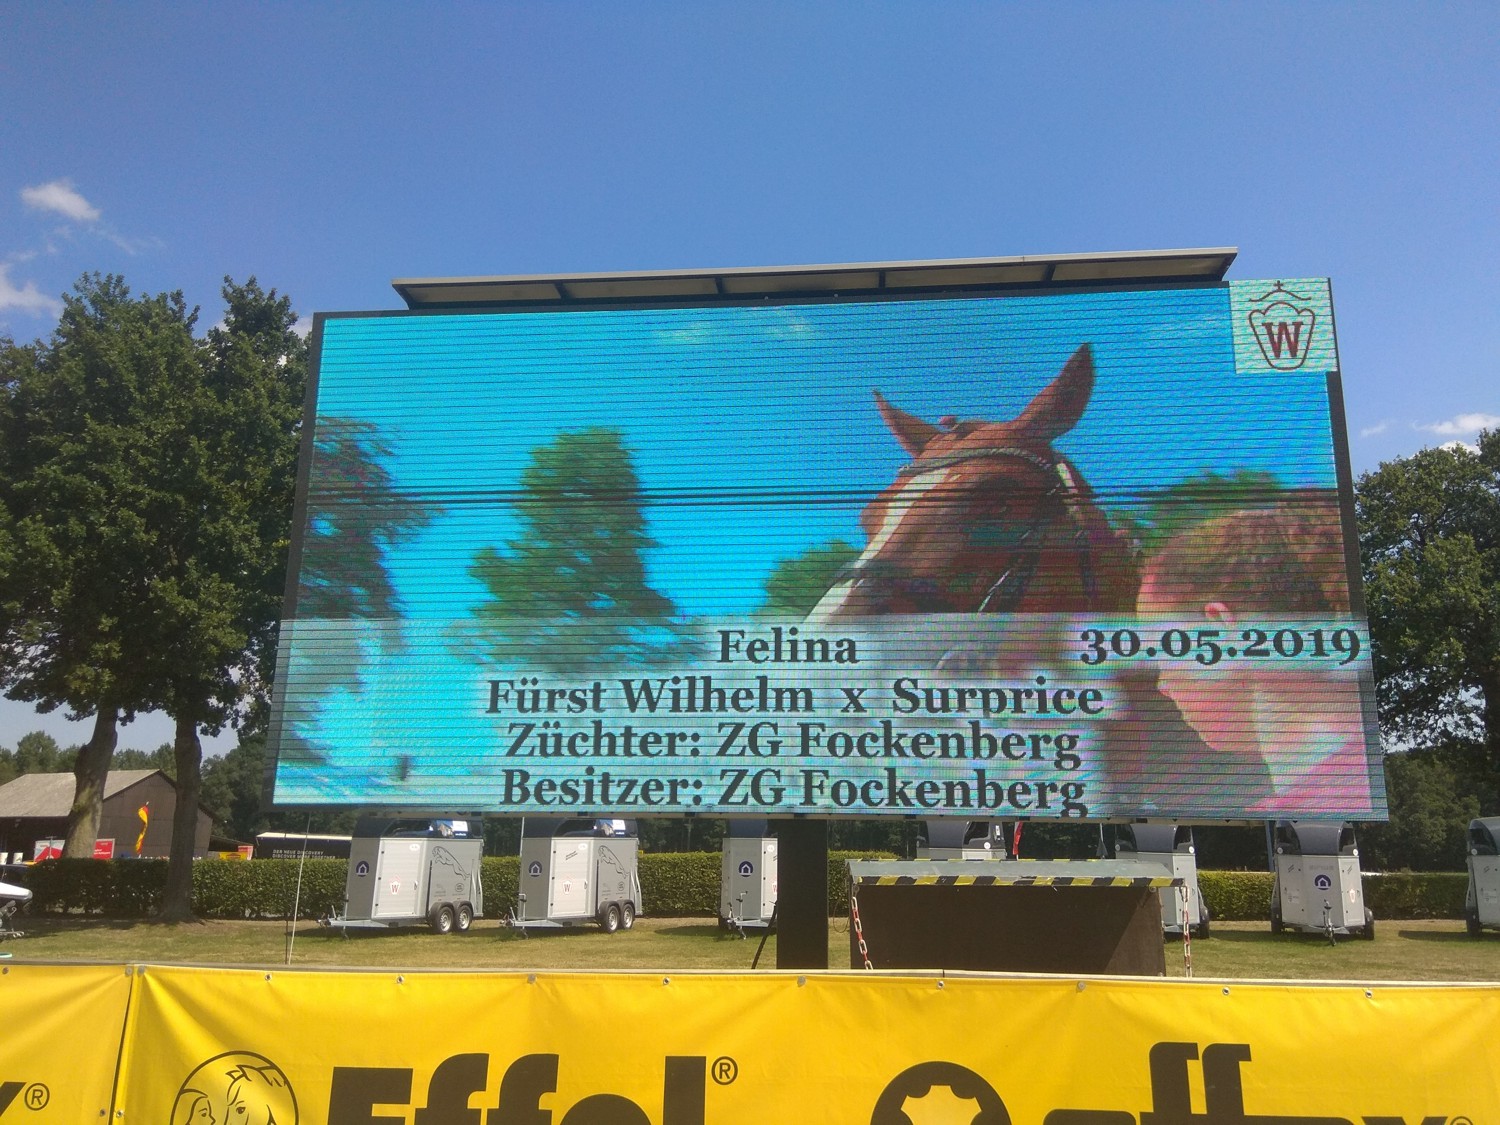 W
Felina 30.05.2019
Fürst Wilhelm x Surprice
Züchter: ZG Fockenberg
Besitzer: ZG Fockenberg
W
W
Effol®